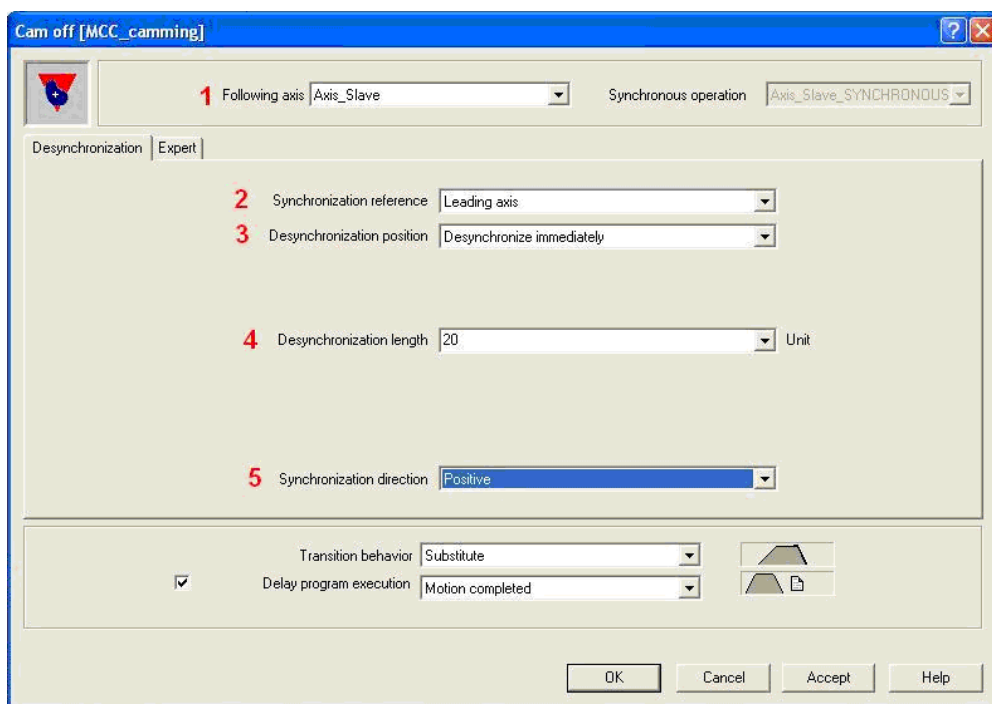 Cam off [MCC_camming]
1 Following axis Axis_Slave Synchronous operation Axis_Slave_SYNCHRONOUS
Desynchronization Expert
2 Synchronization reference Leading axis
3 Desynchronization position Desynchronize immediately
4 Desynchronization length 20 Unit
5 Synchronization direction Positive
Transition behavior Substitute
Delay program execution Motion completed
OK Cancel Accept Help